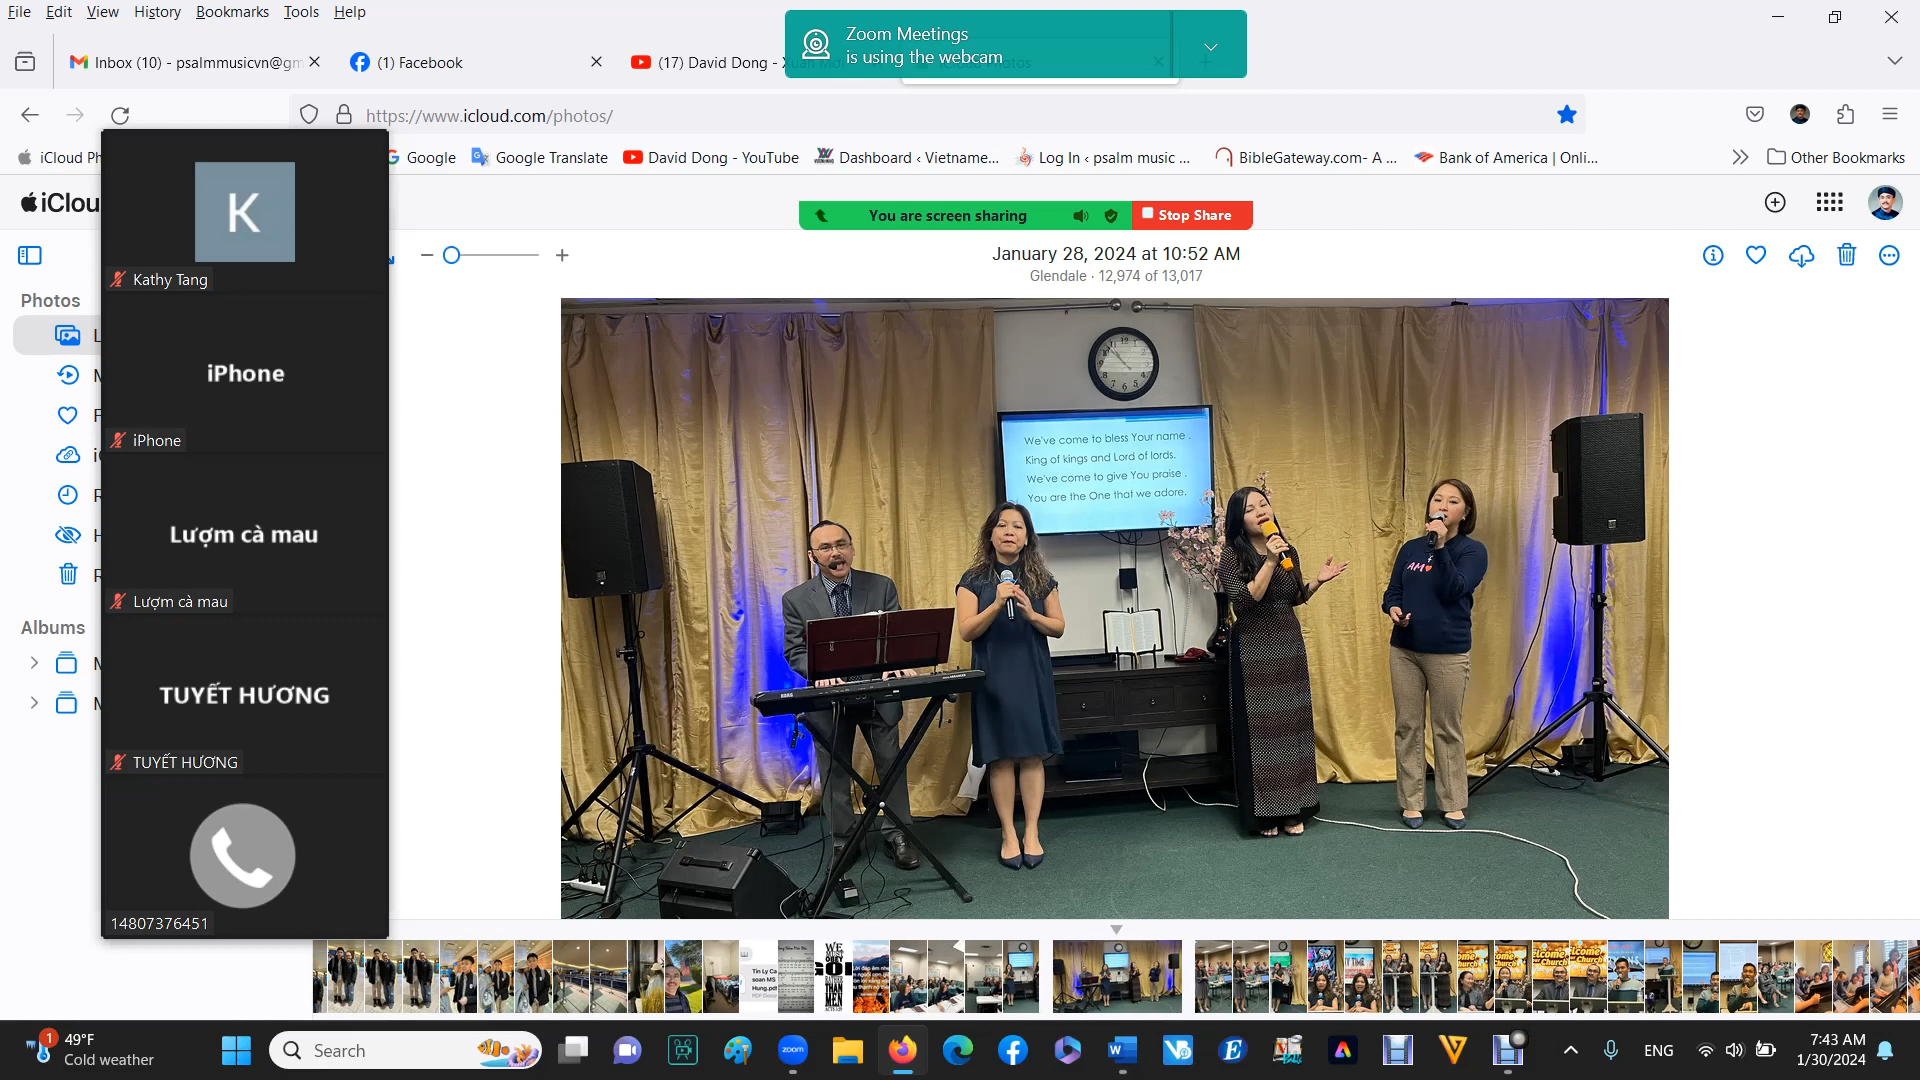 File Edit View History Bookmarks Tools Help
Zoom Meetings
is using the webcam
Inbox (10) - psalmmusicvn@gm
(1) Facebook
(17) David Dong -
https://www.icloud.com/photos/
iCloud Ph
Google
Google Translate
David Dong - YouTube
Dashboard ‹ Vietname...
Log In ‹ psalm music ...
BibleGateway.com- A ...
Bank of America | Onli...
Other Bookmarks
iClou
You are screen sharing
Stop Share
January 28, 2024 at 10:52 AM
Glendale · 12,974 of 13,017
Photos
Albums
K
Kathy Tang
iPhone
iPhone
Lượm cà mau
Lượm cà mau
TUYẾT HƯƠNG
TUYẾT HƯƠNG
14807376451
We've come to bless Your name .
King of kings and Lord of lords.
We've come to give You praise .
You are the One that we adore.
KORG
49°F
Cold weather
Search
zoom
ENG
7:43 AM
1/30/2024